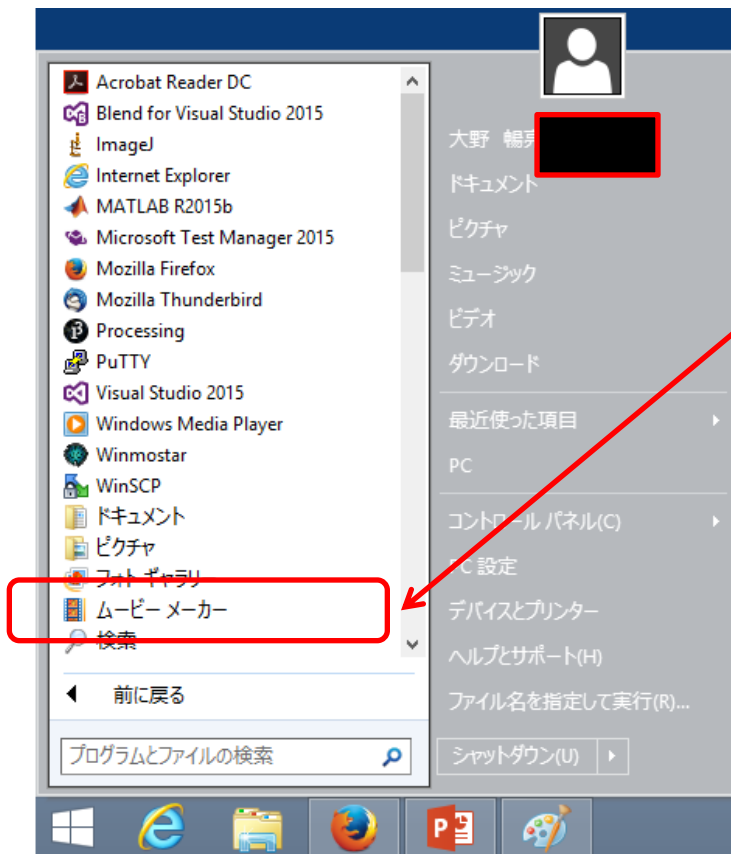 Acrobat Reader DC
Blend for Visual Studio 2015
ImageJ
Internet Explorer
MATLAB R2015b
Microsoft Test Manager 2015
Mozilla Firefox
Mozilla Thunderbird
Processing
PuTTY
Visual Studio 2015
Windows Media Player
Winmostar
WinSCP
ドキュメント
ピクチャ
フォト ギャラリー
ムービー メーカー
検索
前に戻る
プログラムとファイルの検索
大野 暢亮
ドキュメント
ピクチャ
ミュージック
ビデオ
ダウンロード
最近使った項目
PC
コントロール パネル(C)
PC 設定
デバイスとプリンター
ヘルプとサポート(H)
ファイル名を指定して実行(R)...
シャットダウン(U)